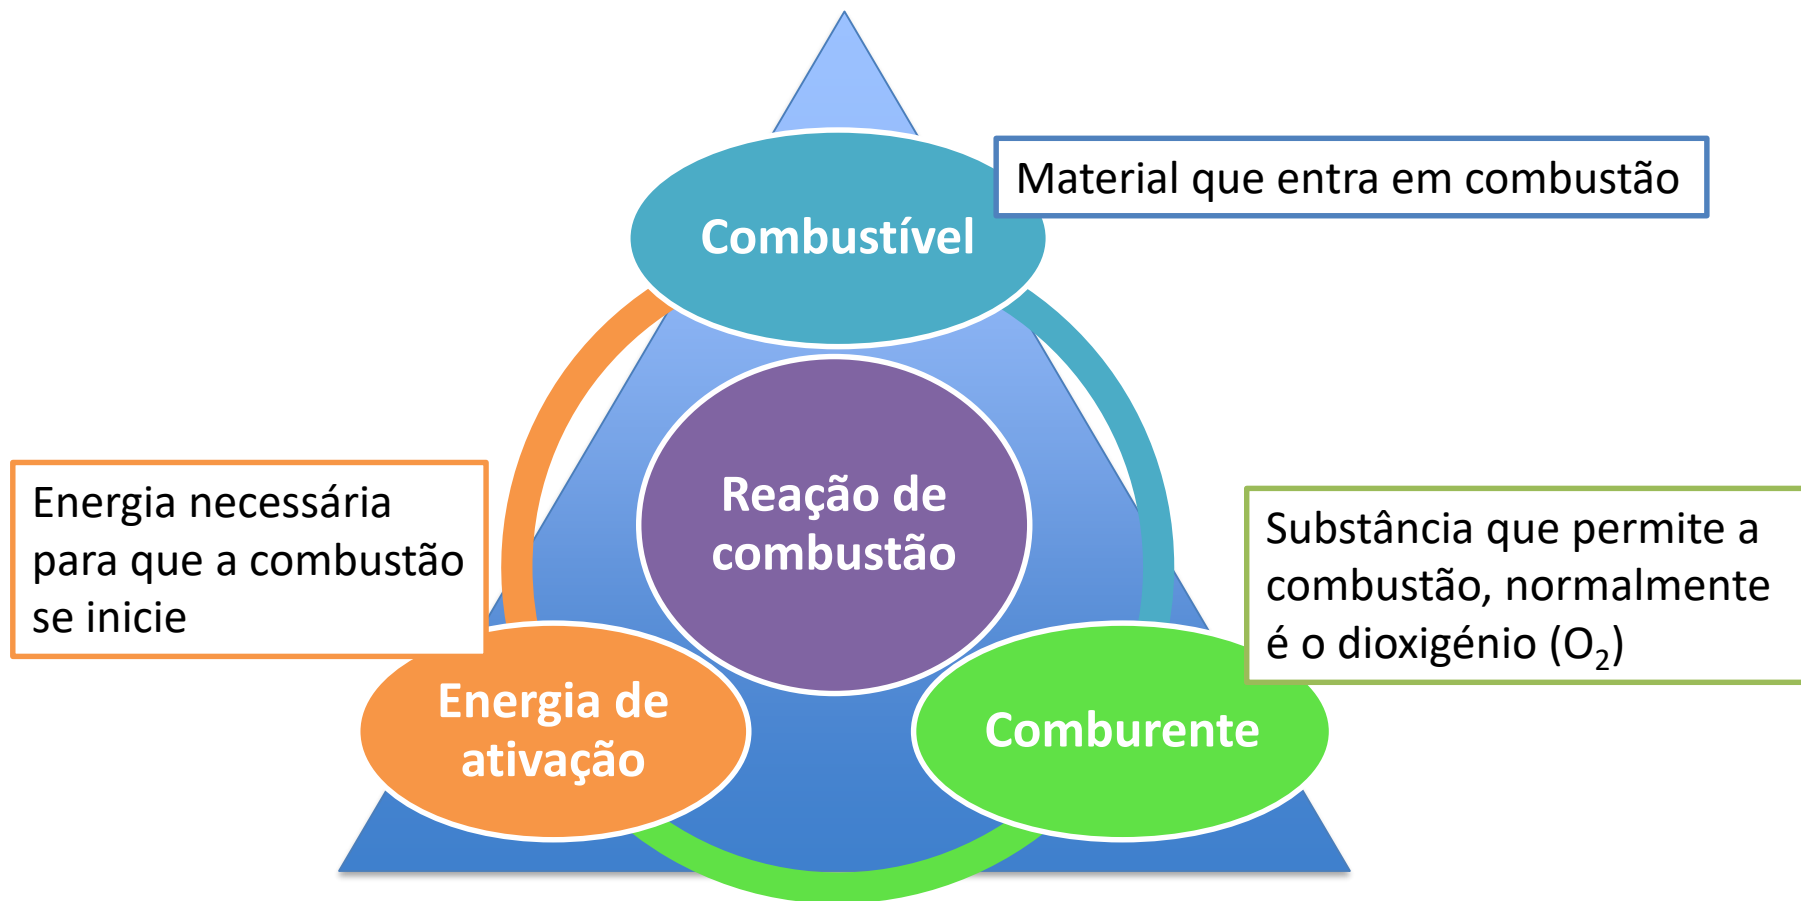 Combustível
Material que entra em combustão
Reação de
combustão
Energia necessária
para que a combustão
se inicie
Substância que permite a
combustão, normalmente
é o dioxigénio (O₂)
Energia de
ativação
Comburente